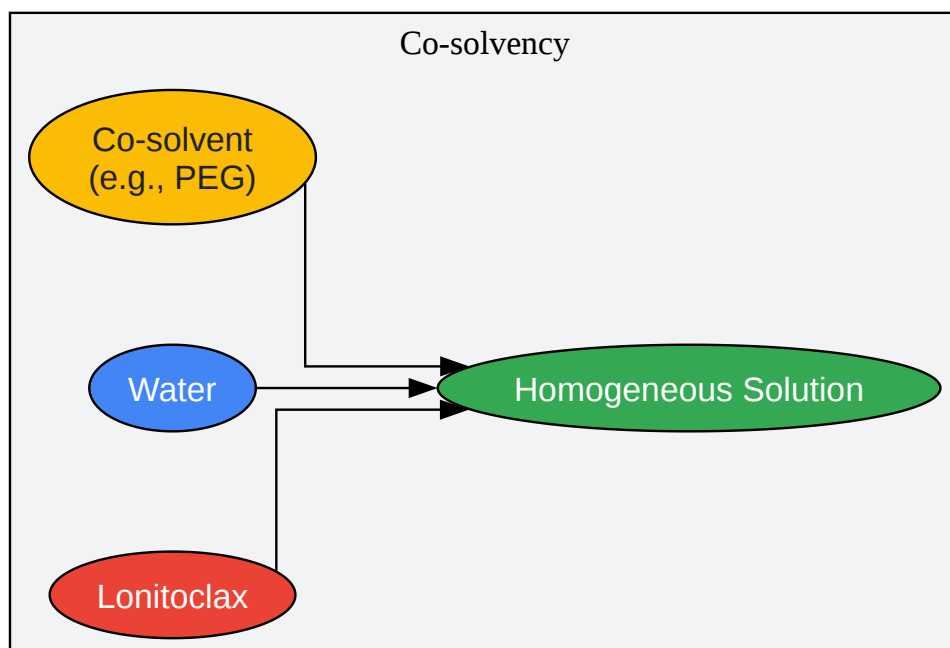 Co-solvency
Co-solvent
(e.g., PEG)
Water
Homogeneous Solution
Lonitoclax